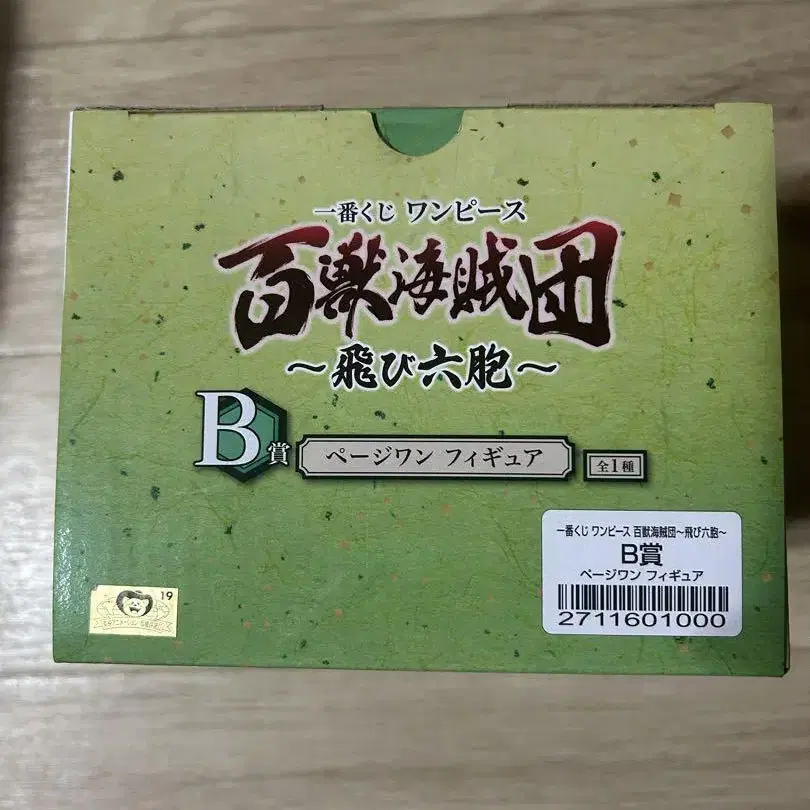 一番くじ ワンピース
百獣海賊団
～飛び六胞～
B賞
ページワン フィギュア
全1種
一番くじ ワンピース 百獣海賊団～飛び六胞～
B賞
ページワン フィギュア
2711601000
19